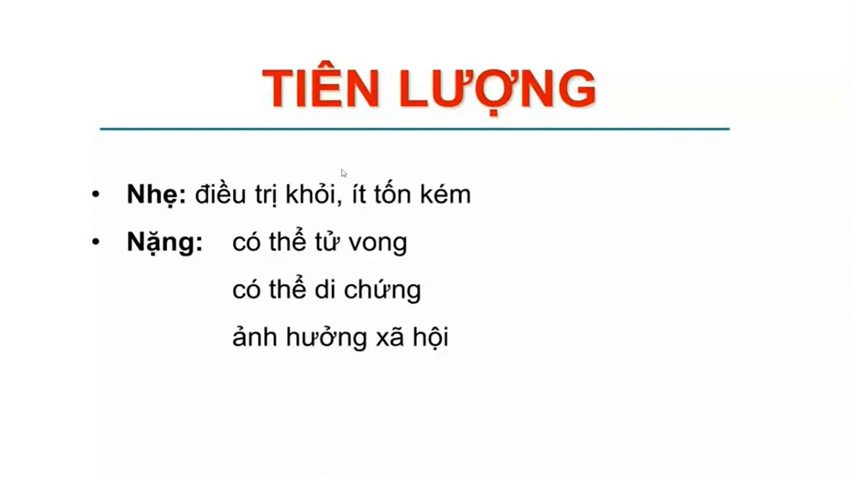 TIÊN LƯỢNG
• Nhẹ: điều trị khỏi, ít tốn kém
• Nặng: có thể tử vong
có thể di chứng
ảnh hưởng xã hội